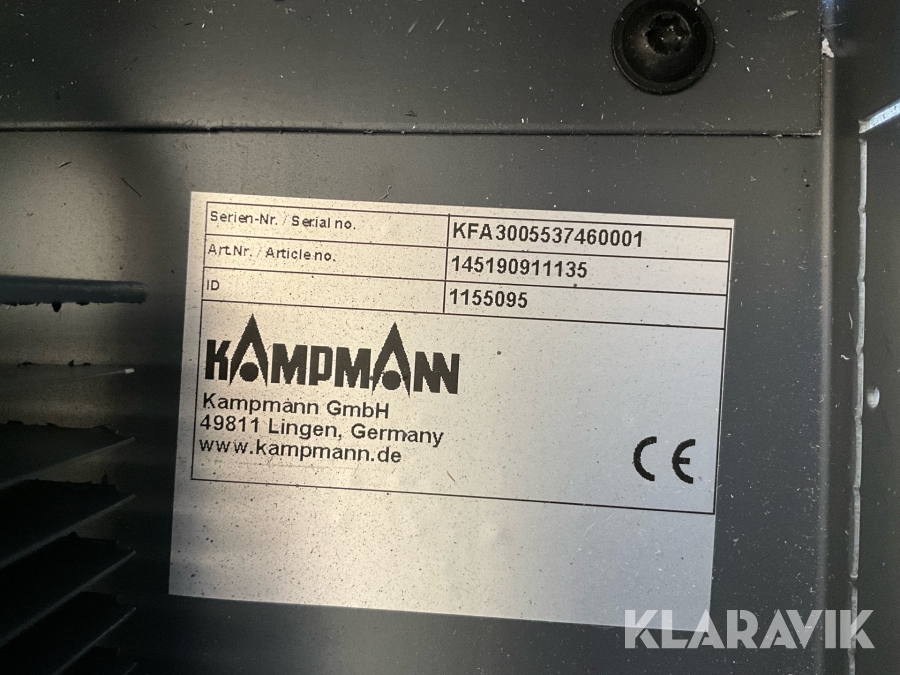 Serien-Nr. / Serial no. KFA3005537460001
Art.Nr. / Article no. 145190911135
ID 1155095
KAMPMANN
Kampmann GmbH
49811 Lingen, Germany
www.kampmann.de
CE
KLARAVIK